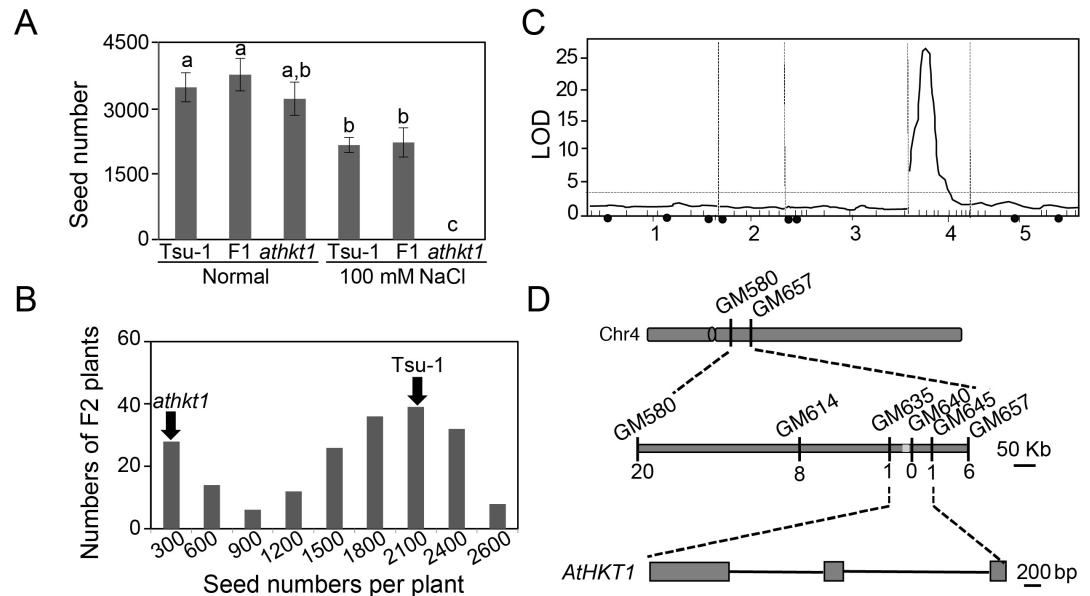 A
4500
3000
1500
0
Seed number
a
a
a,b
b
b
c
Tsu-1 F1 athkt1 Tsu-1 F1 athkt1
Normal 100 mM NaCl
B
60
40
20
0
Numbers of F2 plants
athkt1
Tsu-1
300 600 900 1200 1500 1800 2100 2400 2600
Seed numbers per plant
C
25
20
15
10
5
0
LOD
1 2 3 4 5
D
GM580 GM657
Chr4
GM580 GM614 GM635 GM640 GM645 GM657
20 8 1 0 1 6
50 Kb
AtHKT1
200 bp